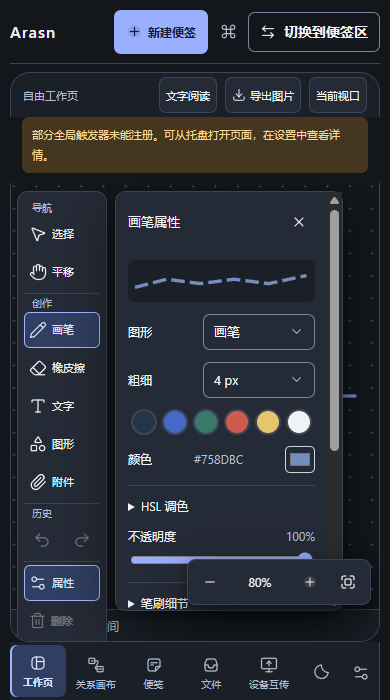 Arasn
新建便签
切换到便签区
自由工作页
文字阅读
导出图片
当前视口
部分全局触发器未能注册。可从托盘打开页面，在设置中查看详
情。
导航
选择
平移
创作
画笔
橡皮擦
文字
图形
附件
历史
属性
删除
画笔属性
图形
画笔
粗细
4 px
颜色
#758DBC
HSL 调色
不透明度
100%
笔刷细节
80%
间
工作页
关系画布
便笺
文件
设备互传